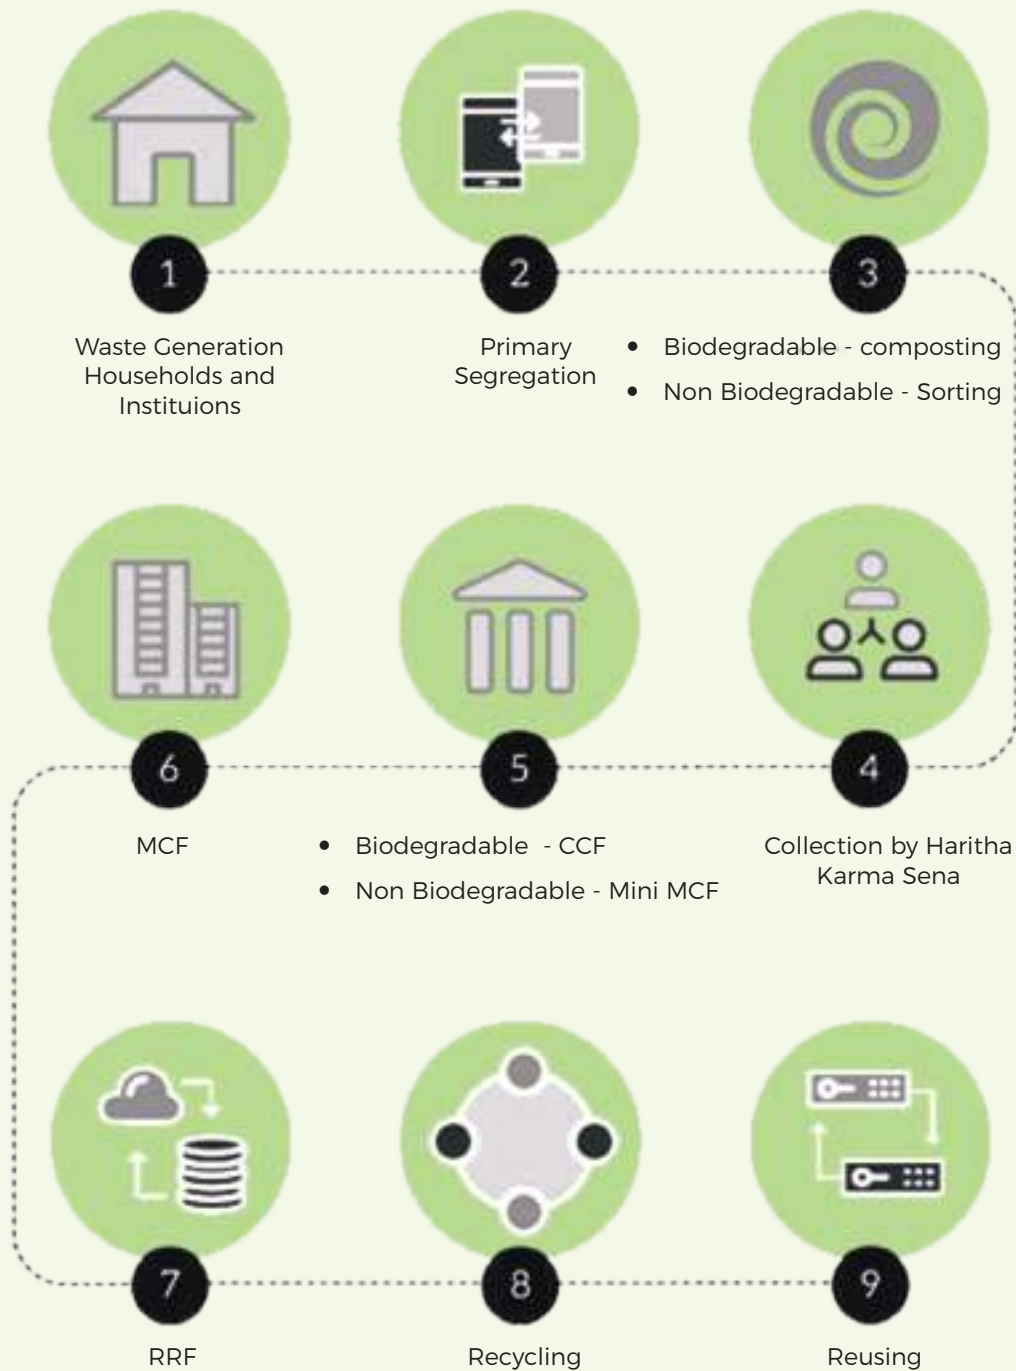 1
Waste Generation
Households and
Instituions
2
Primary
Segregation
3
• Biodegradable - composting
• Non Biodegradable - Sorting
4
Collection by Haritha
Karma Sena
5
• Biodegradable - CCF
• Non Biodegradable - Mini MCF
6
MCF
7
RRF
8
Recycling
9
Reusing